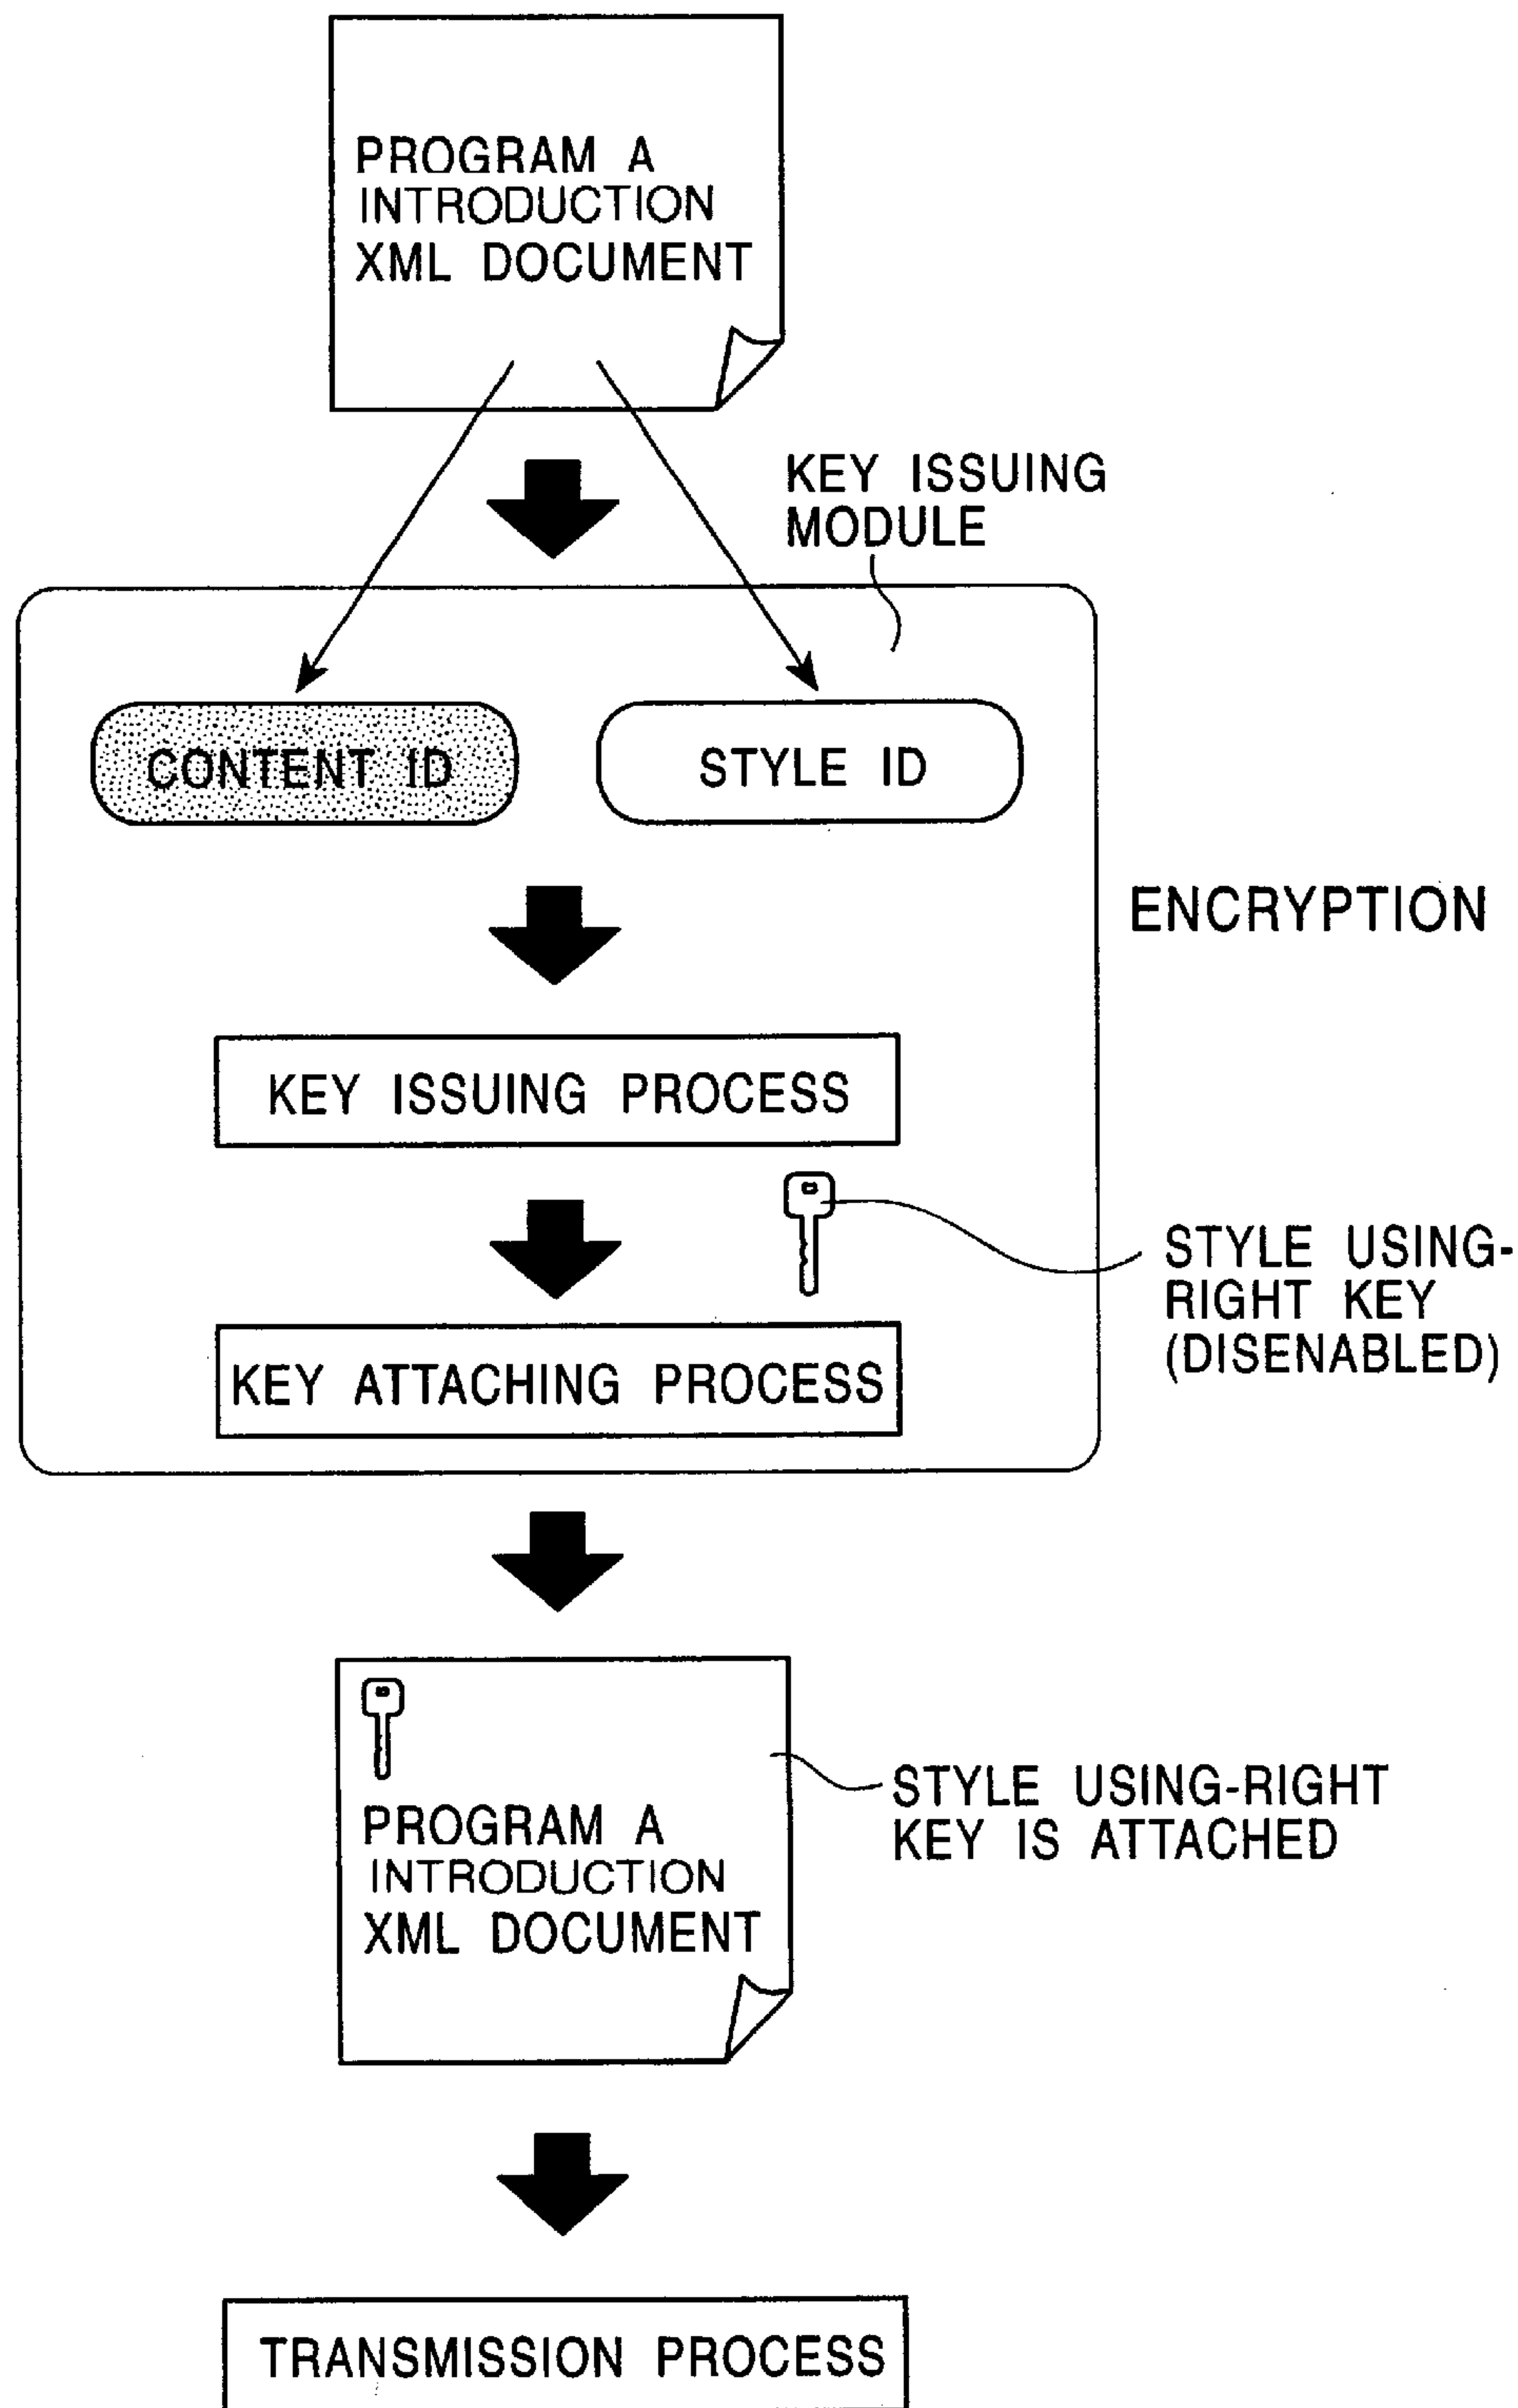 PROGRAM A
INTRODUCTION
XML DOCUMENT
KEY ISSUING
MODULE
CONTENT ID
STYLE ID
ENCRYPTION
KEY ISSUING PROCESS
STYLE USING-
RIGHT KEY
(DISENABLED)
KEY ATTACHING PROCESS
PROGRAM A
INTRODUCTION
XML DOCUMENT
STYLE USING-RIGHT
KEY IS ATTACHED
TRANSMISSION PROCESS